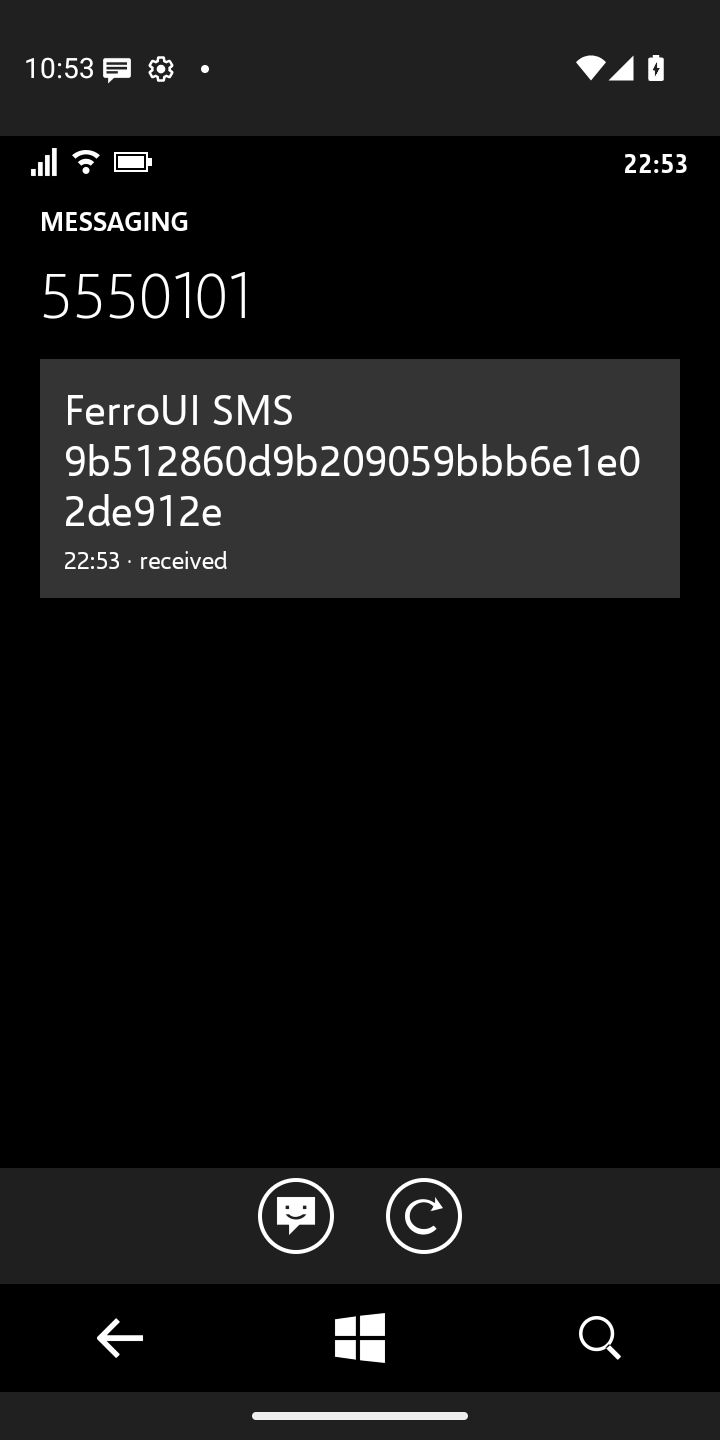 10:53
22:53
MESSAGING
5550101
FerroUI SMS
9b512860d9b209059bbb6e1e0
2de912e
22:53 · received